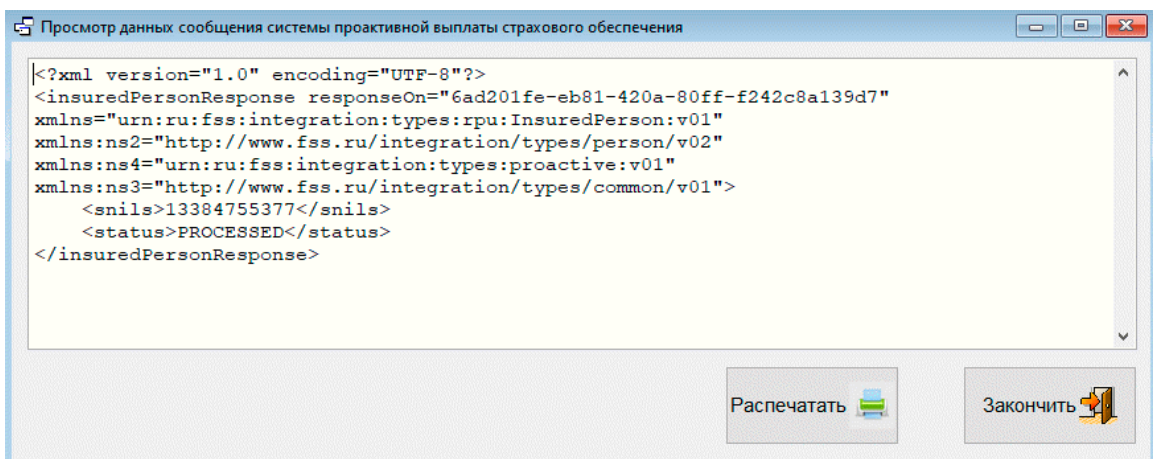 Просмотр данных сообщения системы проактивной выплаты страхового обеспечения
<?xml version="1.0" encoding="UTF-8"?>
<insuredPersonResponse responseOn="6ad201fe-eb81-420a-80ff-f242c8a139d7"
xmlns="urn:ru:fss:integration:types:rpu:InsuredPerson:v01"
xmlns:ns2="http://www.fss.ru/integration/types/person/v02"
xmlns:ns4="urn:ru:fss:integration:types:proactive:v01"
xmlns:ns3="http://www.fss.ru/integration/types/common/v01">
    <snils>13384755377</snils>
    <status>PROCESSED</status>
</insuredPersonResponse>
Распечатать
Закончить